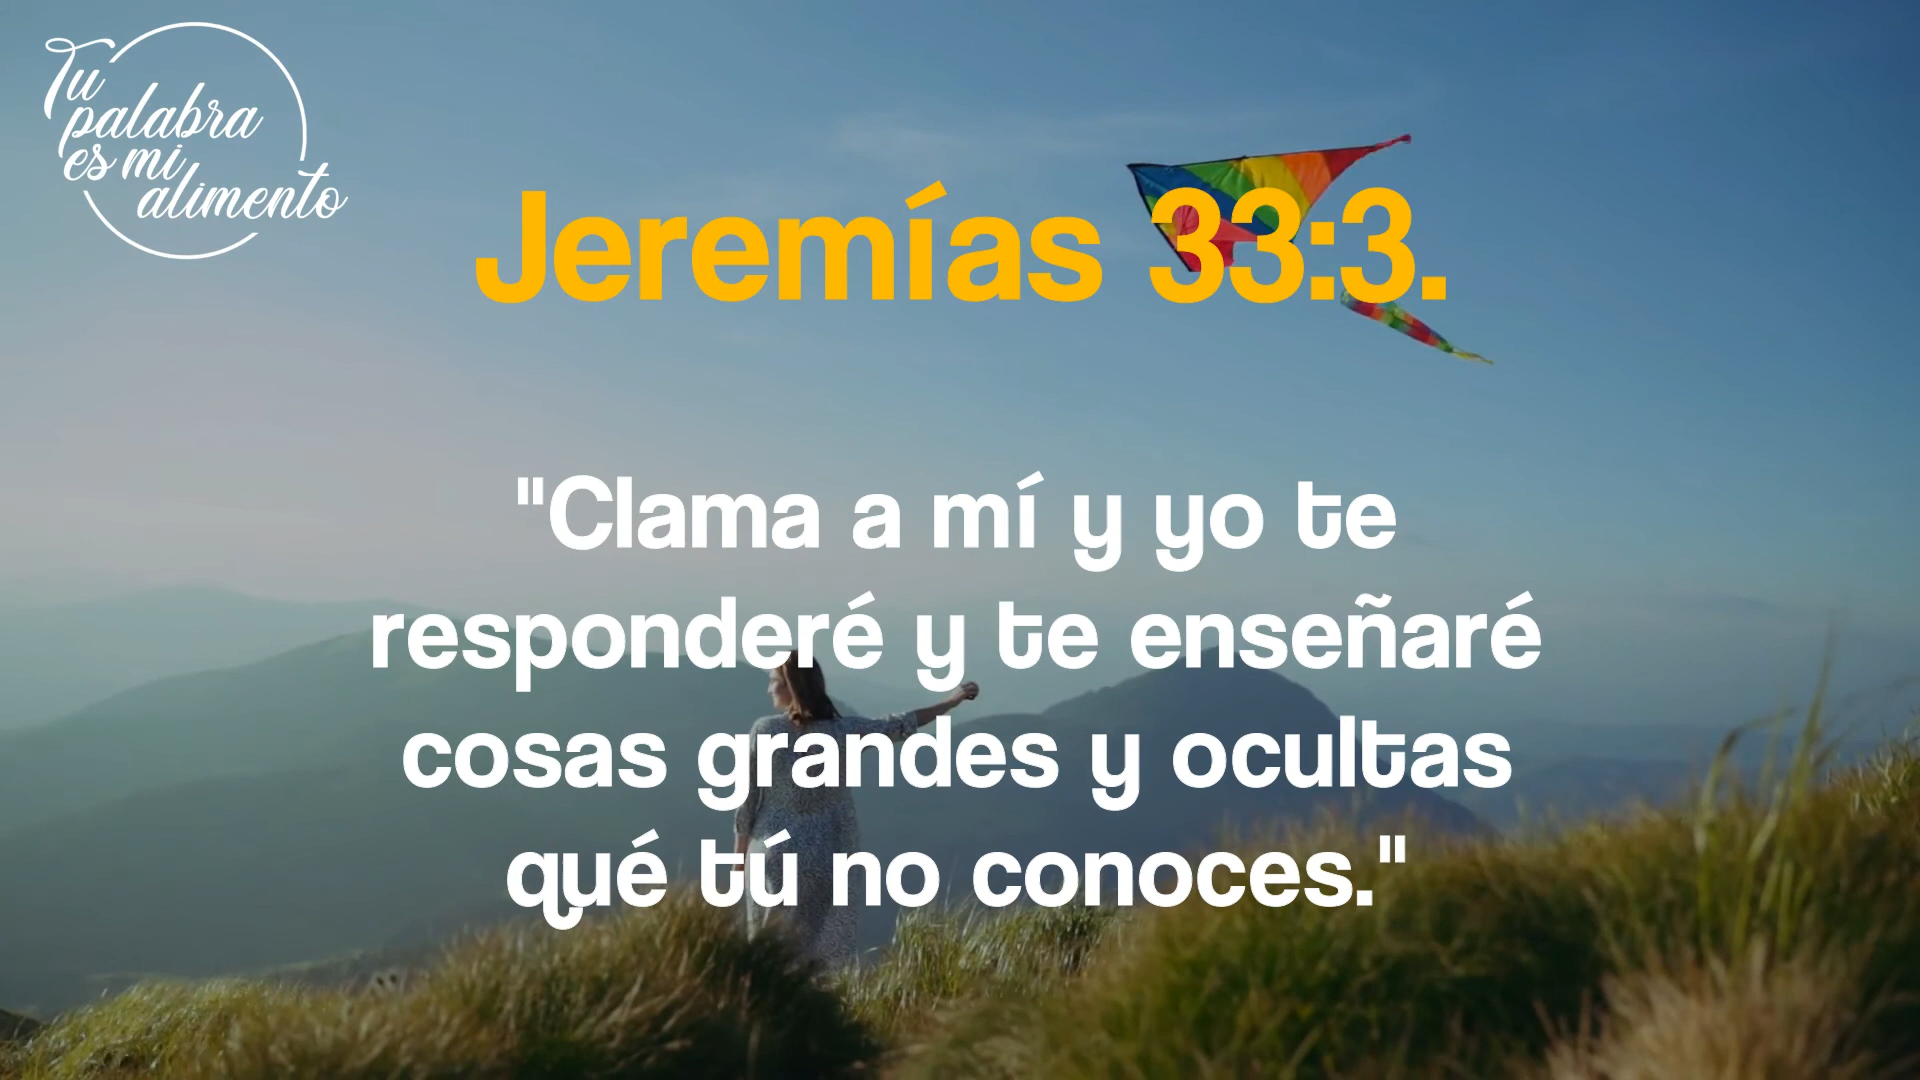 Tu
palabra
es mi
alimento
Jeremías 33:3.
"Clama a mí y yo te
responderé y te enseñaré
cosas grandes y ocultas
qué tú no conoces."